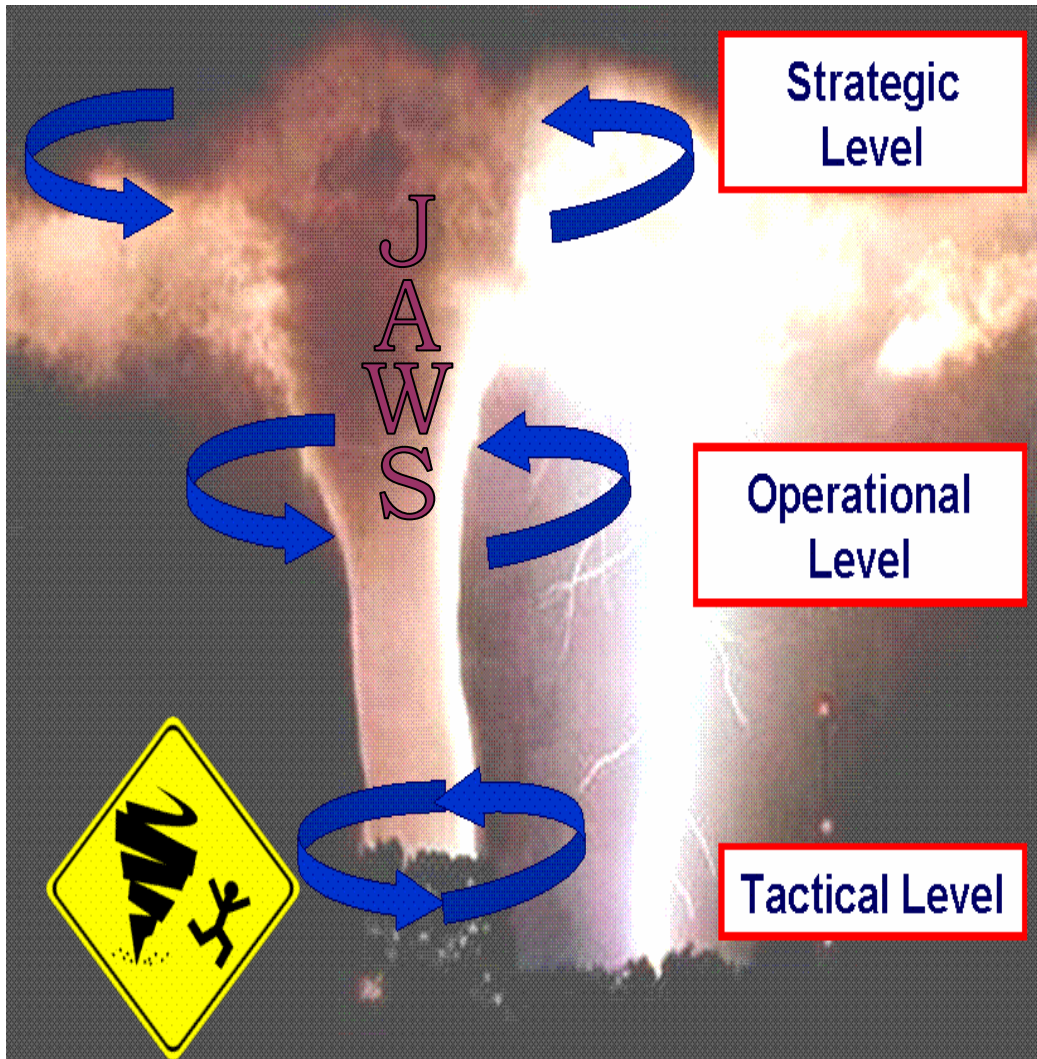 Strategic
Level
J
A
W
S
Operational
Level
Tactical Level